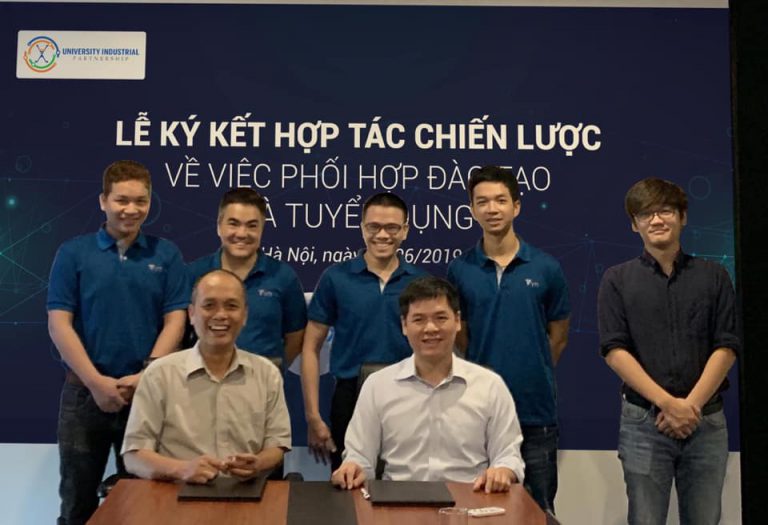 UNIVERSITY INDUSTRIAL
PARTNERSHIP
LỄ KÝ KẾT HỢP TÁC CHIẾN LƯỢC
VỀ VIỆC PHỐI HỢP ĐÀO TẠO
VÀ TUYỂN DỤNG
Hà Nội, ngày 06/2019